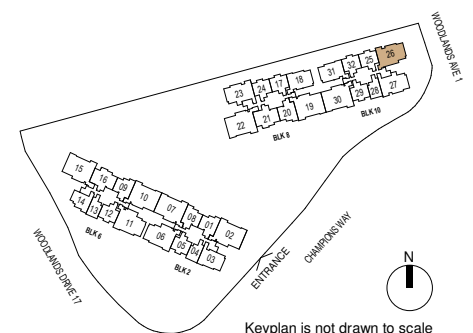 WOODLANDS AVE 1
23 24 17 18 31 32 25 26
22 21 20 19 30 29 28 27
BLK 8
BLK 10
15 16 09 10 07 08 01 02
14 13 12 11 06 05 04 03
BLK 6
BLK 2
WOODLANDS DRIVE 17
ENTRANCE
CHAMPIONS WAY
N
Keyplan is not drawn to scale